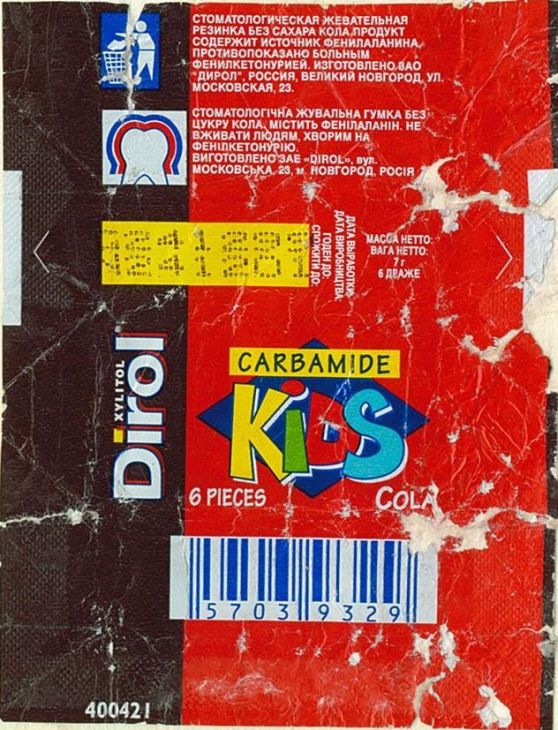 СТОМАТОЛОГИЧЕСКАЯ ЖЕВАТЕЛЬНАЯ
РЕЗИНКА БЕЗ САХАРА КОЛА.ПРОДУКТ
СОДЕРЖИТ ИСТОЧНИК ФЕНИЛАЛАНИНА,
ПРОТИВОПОКАЗАНО БОЛЬНЫМ
ФЕНИЛКЕТОНУРИЕЙ. ИЗГОТОВЛЕНО ЗАО
"ДИРОЛ", РОССИЯ, ВЕЛИКИЙ НОВГОРОД, УЛ.
МОСКОВСКАЯ, 23.
СТОМАТОЛОГІЧНА ЖУВАЛЬНА ГУМКА БЕЗ
ЦУКРУ КОЛА, МІСТИТЬ ФЕНІЛАЛАНІН. НЕ
ВЖИВАТИ ЛЮДЯМ, ХВОРИМ НА
ФЕНІЛКЕТОНУРІЮ.
ВИГОТОВЛЕНО ЗАЕ «DIROL», вул.
МОСКОВСЬКА, 23, м. НОВГОРОД, РОСІЯ
ДАТА ВЫРАБОТКИ:
ДАТА ВИРОБНИЦТВА:
ГОДЕН ДО
СПОЖИТИ ДО:
МАССА НЕТТО:
ВАГА НЕТТО:
7 г
6 ДРАЖЕ
XYLITOL
Dirol
CARBAMIDE
KiDS
6 PIECES
COLA
5703 9329
400421